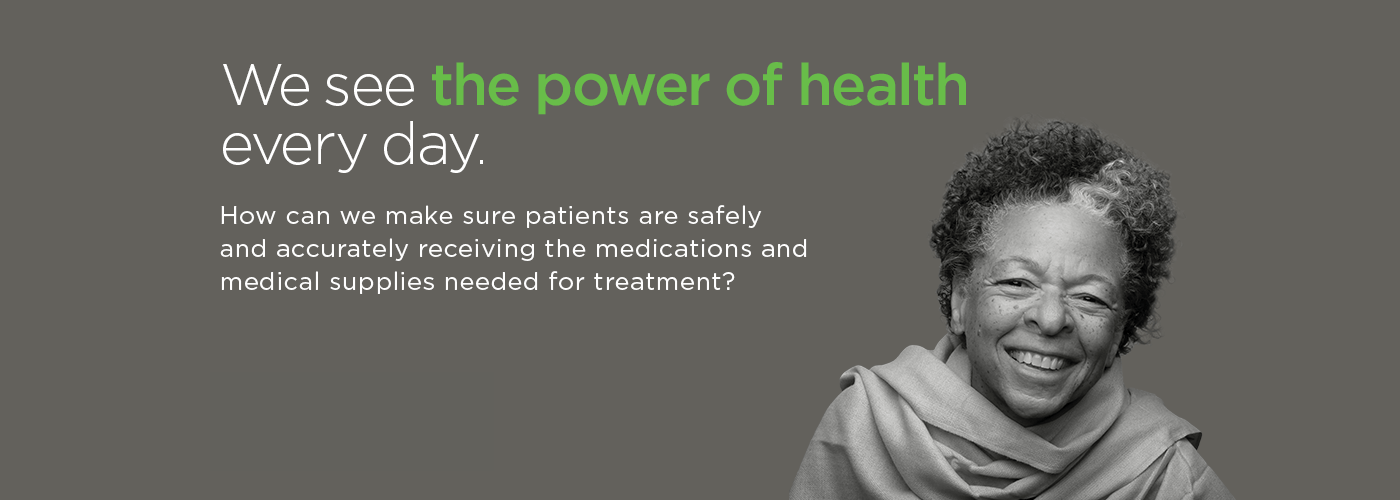 We see the power of health
every day.
How can we make sure patients are safely
and accurately receiving the medications and
medical supplies needed for treatment?